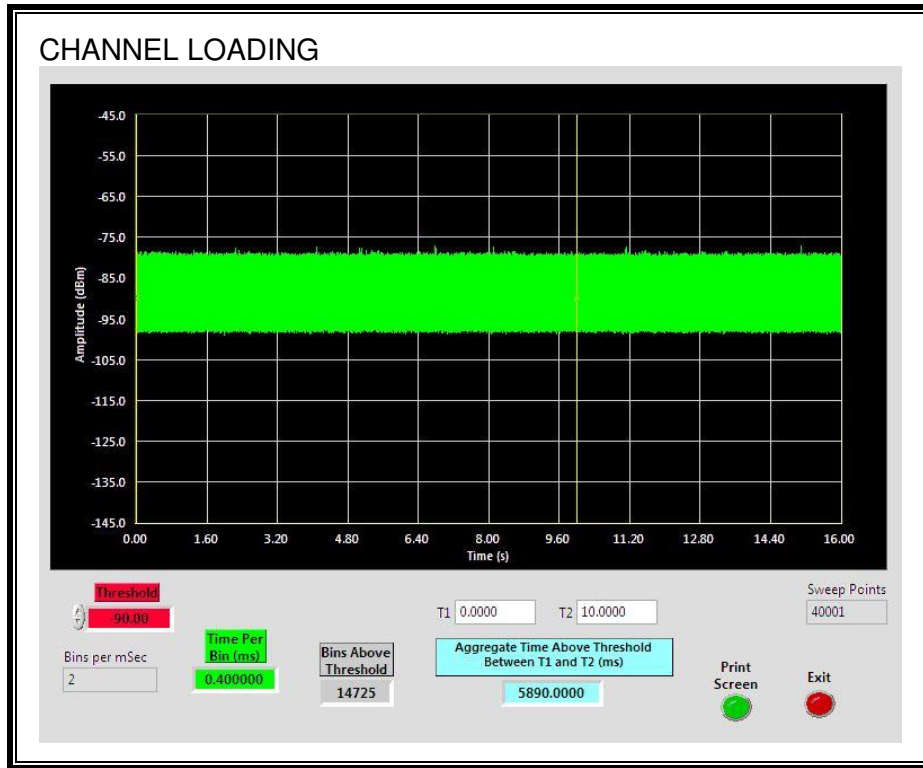 CHANNEL LOADING
-45.0
-55.0
-65.0
-75.0
-85.0
-95.0
-105.0
-115.0
-125.0
-135.0
-145.0
Amplitude (dBm)
0.00 1.60 3.20 4.80 6.40 8.00 9.60 11.20 12.80 14.40 16.00
Time (s)
Threshold
-90.00
Bins per mSec
2
Time Per
Bin (ms)
0.400000
Bins Above
Threshold
14725
T1 0.0000 T2 10.0000
Aggregate Time Above Threshold
Between T1 and T2 (ms)
5890.0000
Sweep Points
40001
Print
Screen
Exit